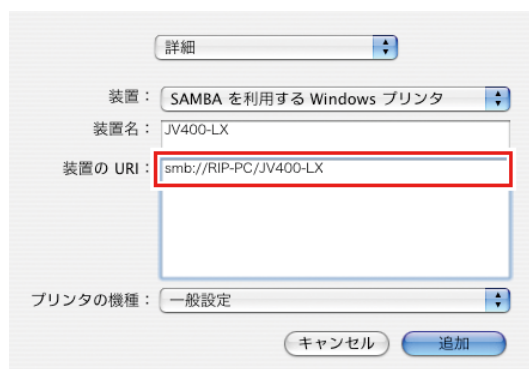 詳細
装置： SAMBA を利用する Windows プリンタ
装置名： JV400-LX
装置の URI： smb://RIP-PC/JV400-LX
プリンタの機種： 一般設定
キャンセル 追加